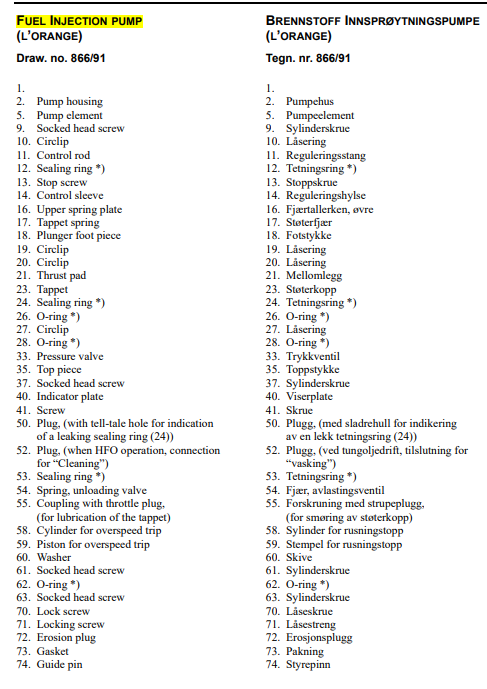 FUEL INJECTION PUMP
(L'ORANGE)
Draw. no. 866/91
1.
2. Pump housing
5. Pump element
9. Socked head screw
10. Circlip
11. Control rod
12. Sealing ring *)
13. Stop screw
14. Control sleeve
16. Upper spring plate
17. Tappet spring
18. Plunger foot piece
19. Circlip
20. Circlip
21. Thrust pad
23. Tappet
24. Sealing ring *)
26. O-ring *)
27. Circlip
28. O-ring *)
33. Pressure valve
35. Top piece
37. Socked head screw
40. Indicator plate
41. Screw
50. Plug, (with tell-tale hole for indication
of a leaking sealing ring (24))
52. Plug, (when HFO operation, connection
for “Cleaning”)
53. Sealing ring *)
54. Spring, unloading valve
55. Coupling with throttle plug,
(for lubrication of the tappet)
58. Cylinder for overspeed trip
59. Piston for overspeed trip
60. Washer
61. Socked head screw
62. O-ring *)
63. Socked head screw
70. Lock screw
71. Locking screw
72. Erosion plug
73. Gasket
74. Guide pin
BRENNSTOFF INNSPRØYTNINGSPUMPE
(L'ORANGE)
Tegn. nr. 866/91
1.
2. Pumpehus
5. Pumpeelement
9. Sylinderskrue
10. Låsering
11. Reguleringsstang
12. Tetningsring *)
13. Stoppskrue
14. Reguleringshylse
16. Fjærtallerken, øvre
17. Støterfjær
18. Fotstykke
19. Låsering
20. Låsering
21. Mellomlegg
23. Støterkopp
24. Tetningsring *)
26. O-ring *)
27. Låsering
28. O-ring *)
33. Trykkventil
35. Toppstykke
37. Sylinderskrue
40. Viserplate
41. Skrue
50. Plugg, (med sladrehull for indikering
av en lekk tetningsring (24))
52. Plugg, (ved tungoljedrift, tilslutning for
“vasking”)
53. Tetningsring *)
54. Fjær, avlastingsventil
55. Forskruning med strupeplugg,
(for smøring av støterkopp)
58. Sylinder for rusningstopp
59. Stempel for rusningstopp
60. Skive
61. Sylinderskrue
62. O-ring *)
63. Sylinderskrue
70. Låseskrue
71. Låsestreng
72. Erosjonsplugg
73. Pakning
74. Styrepinn